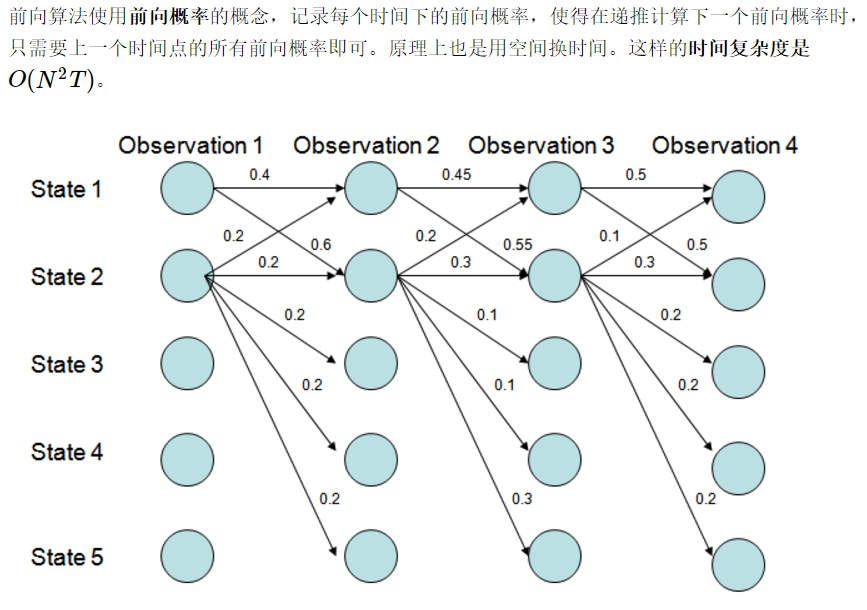 前向算法使用前向概率的概念，记录每个时间下的前向概率，使得在递推计算下一个前向概率时，
只需要上一个时间点的所有前向概率即可。原理上也是用空间换时间。这样的时间复杂度是
O(N²T)。
Observation 1 Observation 2 Observation 3 Observation 4
State 1
0.4 0.45 0.5
0.2 0.6 0.2 0.55 0.1 0.5
State 2
0.2 0.3 0.3
0.2 0.1 0.2
State 3
0.2 0.1 0.2
State 4
0.2 0.3 0.2
State 5